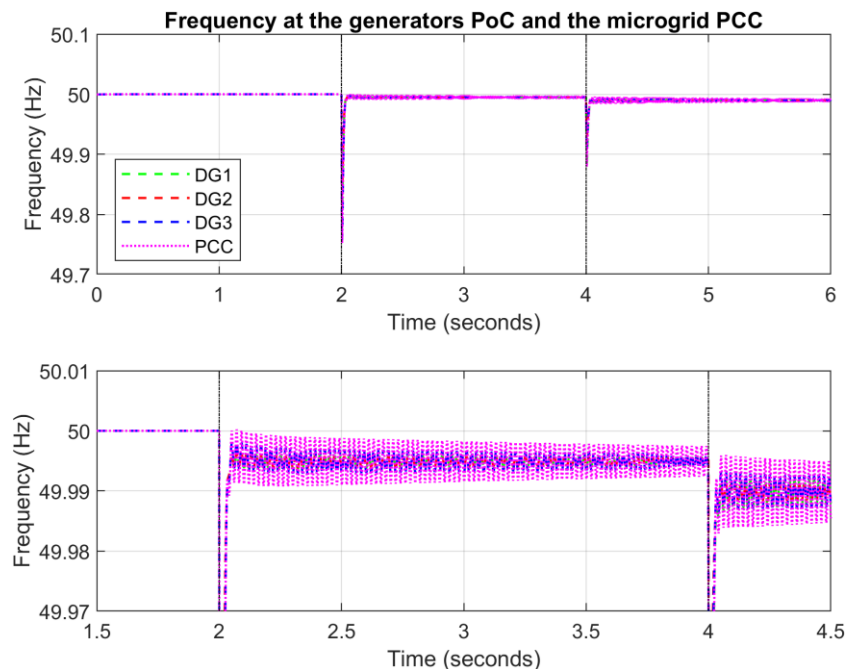 Frequency at the generators PoC and the microgrid PCC
Frequency (Hz)
50.1
50
49.9
49.8
49.7
DG1
DG2
DG3
PCC
0 1 2 3 4 5 6
Time (seconds)
Frequency (Hz)
50.01
50
49.99
49.98
49.97
1.5 2 2.5 3 3.5 4 4.5
Time (seconds)